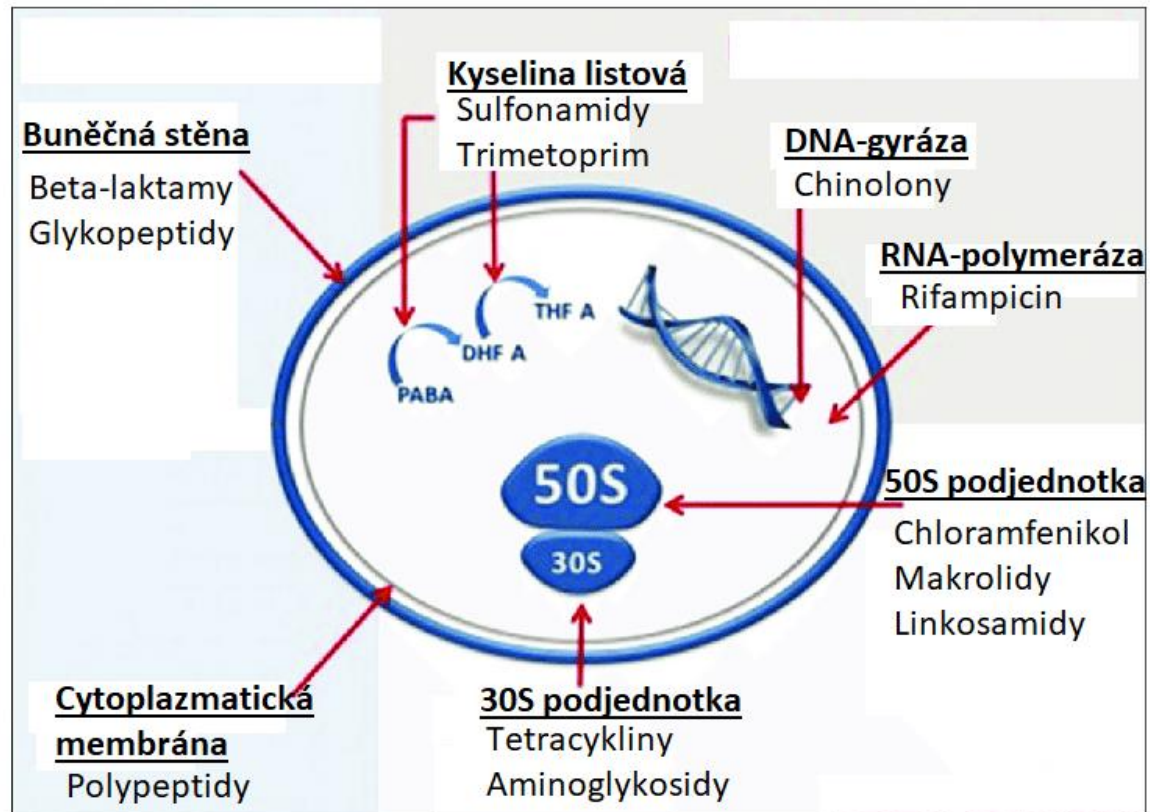 Kyselina listová
Sulfonamidy
Trimetoprim
Buněčná stěna
Beta-laktamy
Glykopeptidy
DNA-gyráza
Chinolony
RNA-polymeráza
Rifampicin
THF A
DHF A
PABA
50S
30S
50S podjednotka
Chloramfenikol
Makrolidy
Linkosamidy
Cytoplazmatická
membrána
Polypeptidy
30S podjednotka
Tetracykliny
Aminoglykosidy